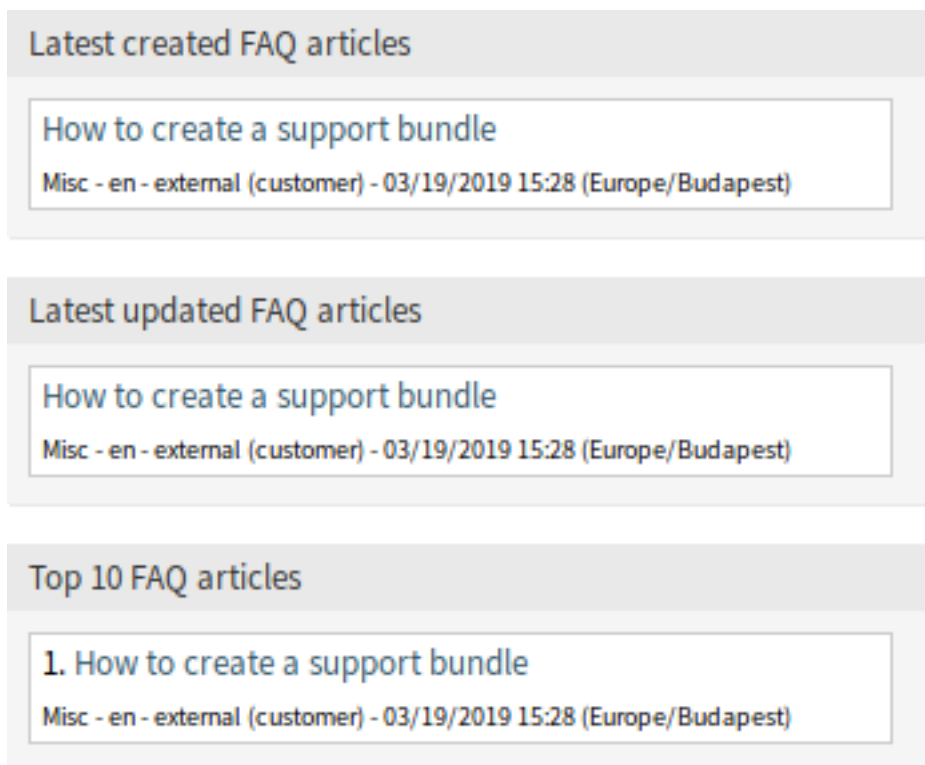 Latest created FAQ articles
How to create a support bundle
Misc - en - external (customer) - 03/19/2019 15:28 (Europe/Budapest)
Latest updated FAQ articles
How to create a support bundle
Misc - en - external (customer) - 03/19/2019 15:28 (Europe/Budapest)
Top 10 FAQ articles
1. How to create a support bundle
Misc - en - external (customer) - 03/19/2019 15:28 (Europe/Budapest)